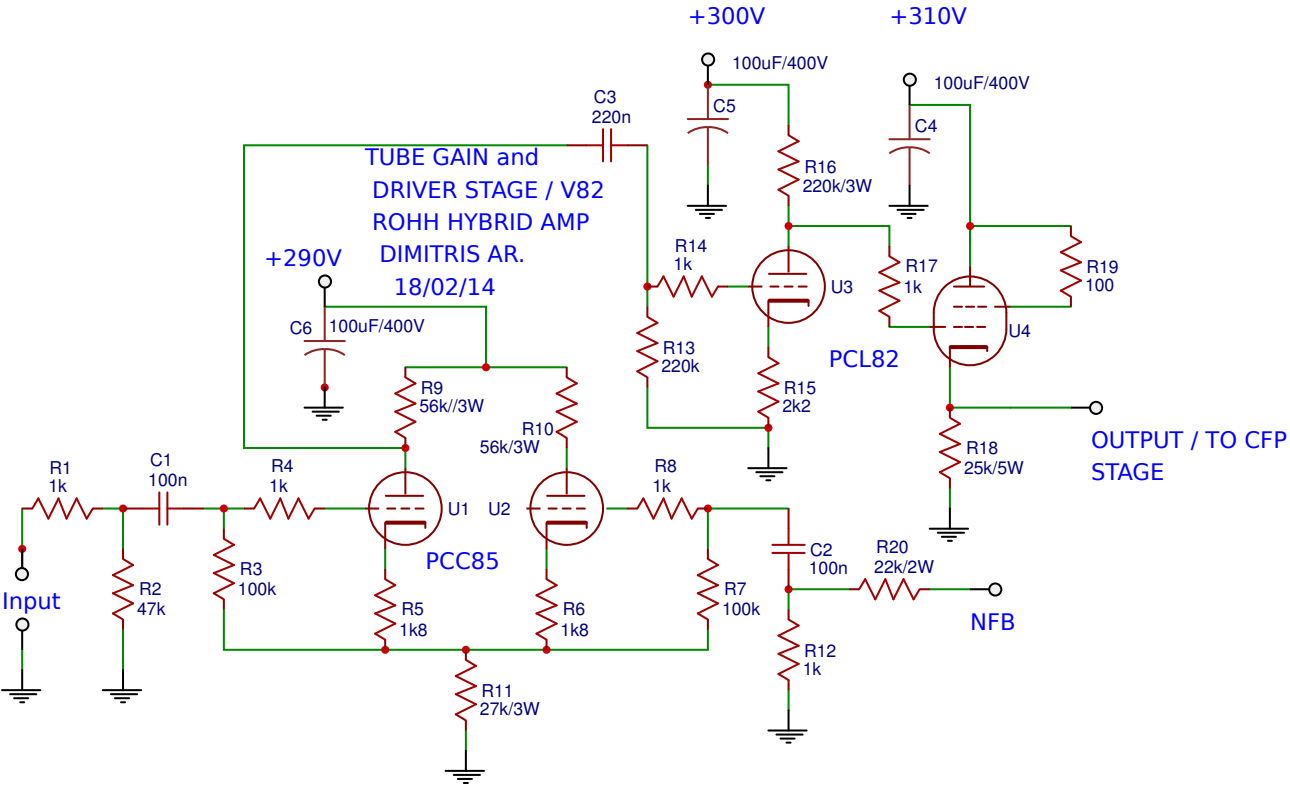 +300V
+310V
100uF/400V
C5
100uF/400V
C4
C3
220n
TUBE GAIN and
DRIVER STAGE / V82
ROHH HYBRID AMP
DIMITRIS AR.
18/02/14
R16
220k/3W
+290V
C6
100uF/400V
R14
1k
U3
R17
1k
R19
100
U4
R13
220k
PCL82
R15
2k2
R9
56k//3W
R10
56k/3W
OUTPUT / TO CFP
STAGE
R18
25k/5W
R1
1k
C1
100n
R4
1k
U1
U2
R8
1k
PCC85
C2
100n
R20
22k/2W
NFB
Input
R2
47k
R3
100k
R5
1k8
R6
1k8
R7
100k
R12
1k
R11
27k/3W